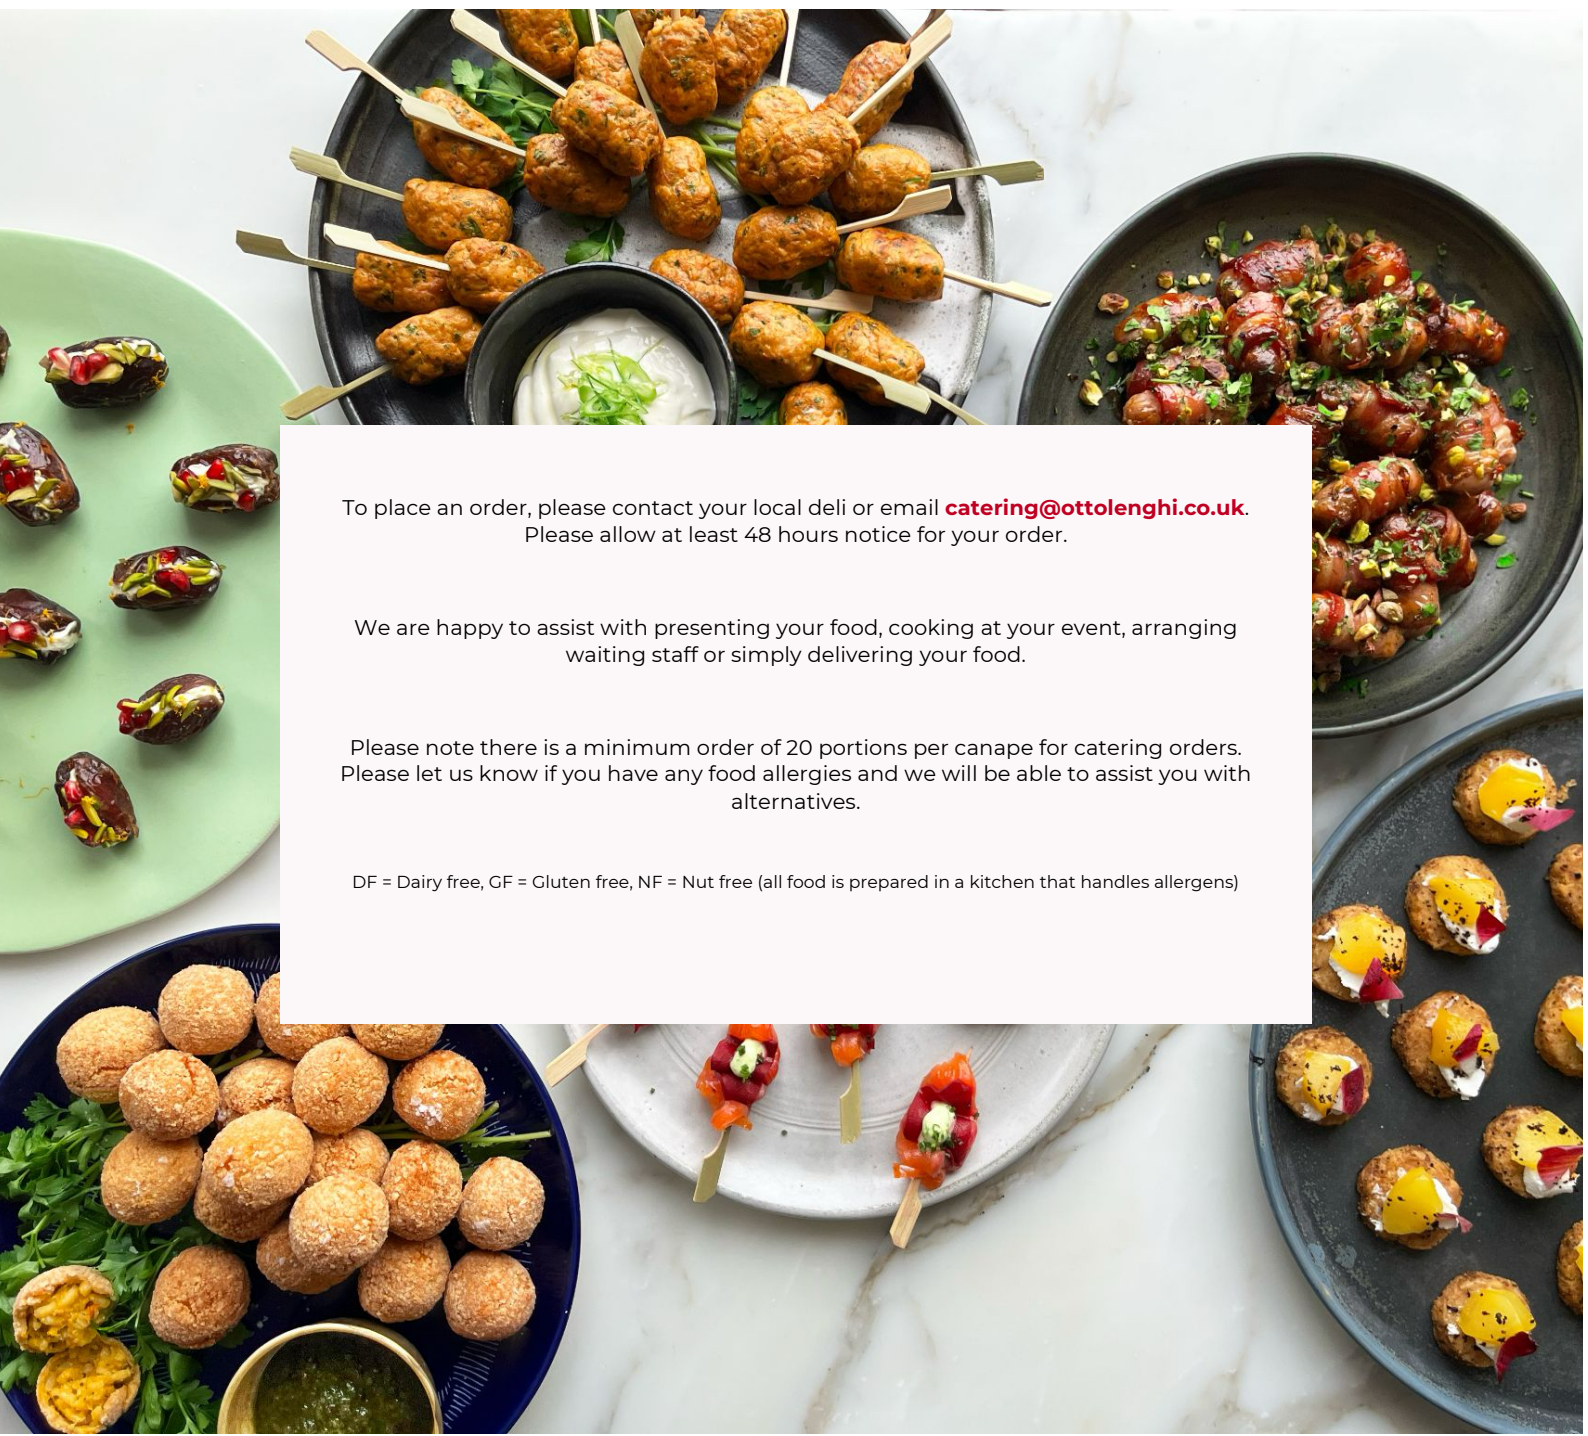 To place an order, please contact your local deli or email catering@ottolenghi.co.uk.
Please allow at least 48 hours notice for your order.
We are happy to assist with presenting your food, cooking at your event, arranging
waiting staff or simply delivering your food.
Please note there is a minimum order of 20 portions per canape for catering orders.
Please let us know if you have any food allergies and we will be able to assist you with
alternatives.
DF = Dairy free, GF = Gluten free, NF = Nut free (all food is prepared in a kitchen that handles allergens)